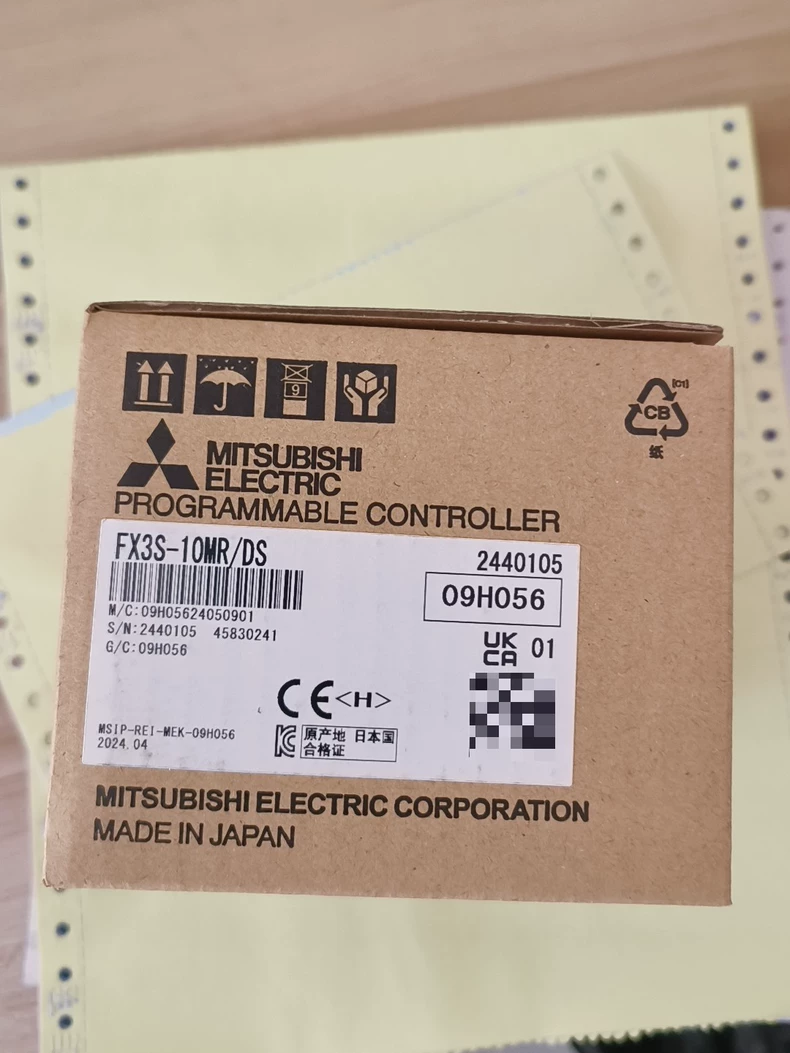 9
[C1]
CB
纸
MITSUBISHI
ELECTRIC
PROGRAMMABLE CONTROLLER
FX3S-10MR/DS
2440105
09H056
M/C:09H05624050901
S/N:2440105 45830241
G/C:09H056
UK
CA
01
CE<H>
MSIP-REI-MEK-09H056
2024.04
原产地 日本国
合格证
MITSUBISHI ELECTRIC CORPORATION
MADE IN JAPAN